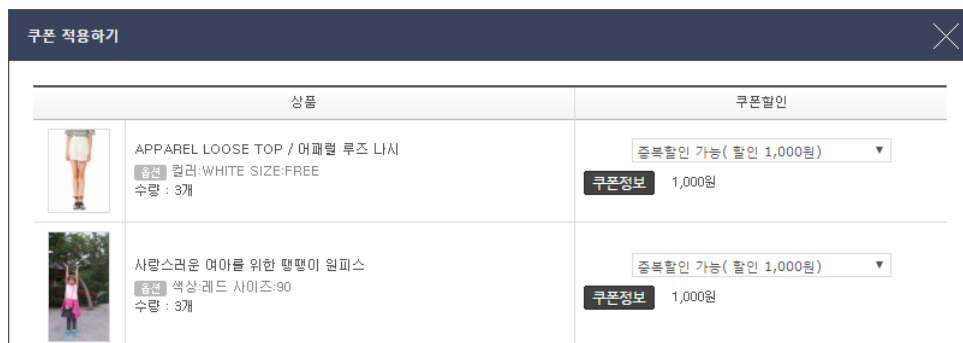 쿠폰 적용하기
상품
쿠폰할인
APPAREL LOOSE TOP / 어패럴 루즈 나시
옵션 컬러:WHITE SIZE:FREE
수량 : 3개
중복할인 가능( 할인 1,000원)
쿠폰정보 1,000원
사랑스러운 여아를 위한 땡땡이 원피스
옵션 색상:레드 사이즈:90
수량 : 3개
중복할인 가능( 할인 1,000원)
쿠폰정보 1,000원